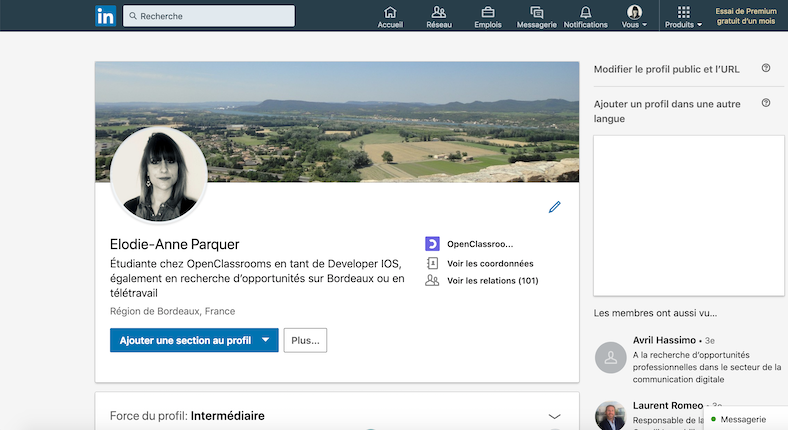 in
Recherche
Accueil
Réseau
Emplois
Messagerie
Notifications
Vous
Produits
Essai de Premium
gratuit d'un mois
Elodie-Anne Parquer
Étudiante chez OpenClassrooms en tant de Developer IOS,
également en recherche d'opportunités sur Bordeaux ou en
télétravail
Région de Bordeaux, France
Ajouter une section au profil
Plus...
OpenClassroo...
Voir les coordonnées
Voir les relations (101)
Force du profil: Intermédiaire
Modifier le profil public et l'URL
Ajouter un profil dans une autre
langue
Les membres ont aussi vu...
Avril Hassimo • 3e
A la recherche d'opportunités
professionnelles dans le secteur de la
communication digitale
Laurent Romeo • 3e
Responsable de la
Messagerie